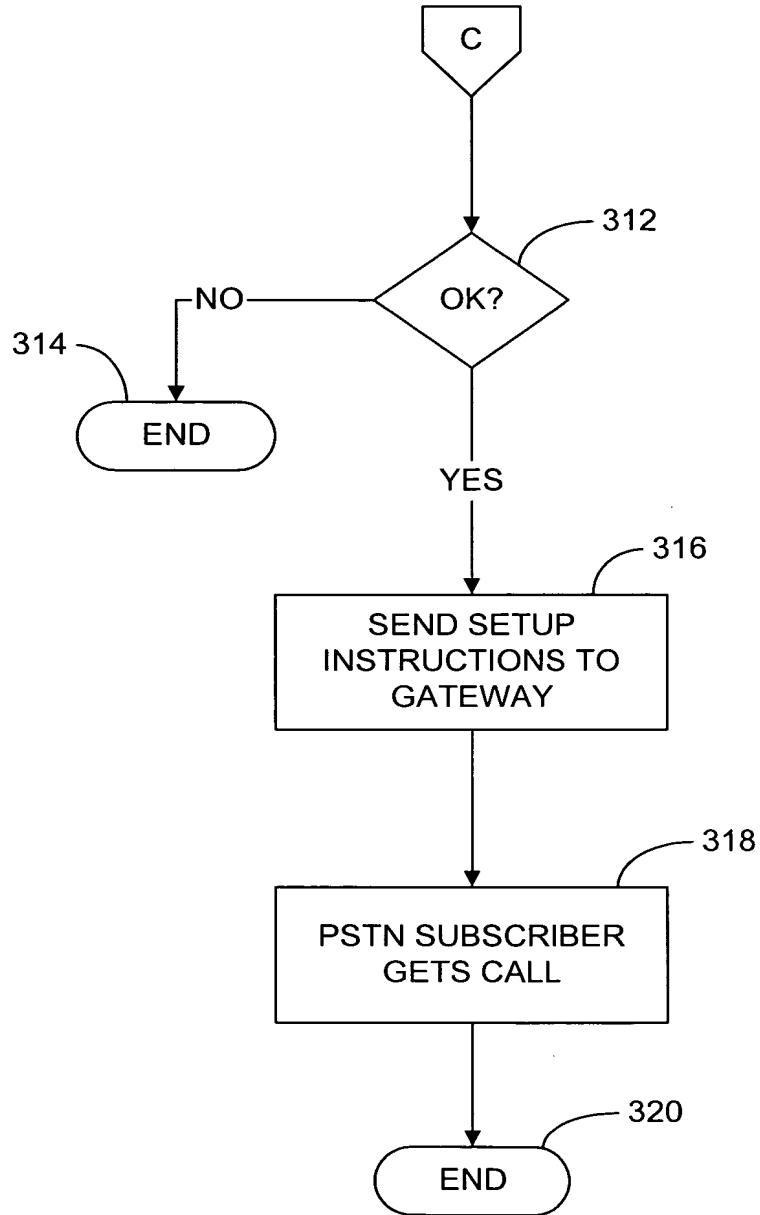 C
312
OK?
NO
314
END
YES
316
SEND SETUP
INSTRUCTIONS TO
GATEWAY
318
PSTN SUBSCRIBER
GETS CALL
320
END